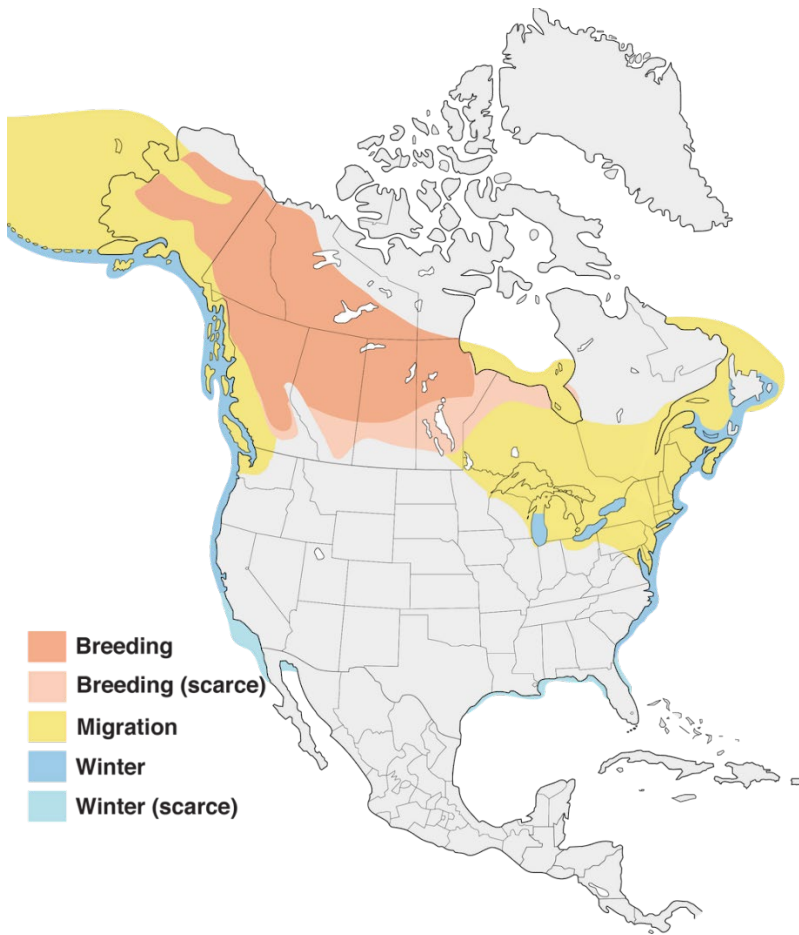 Breeding
Breeding (scarce)
Migration
Winter
Winter (scarce)